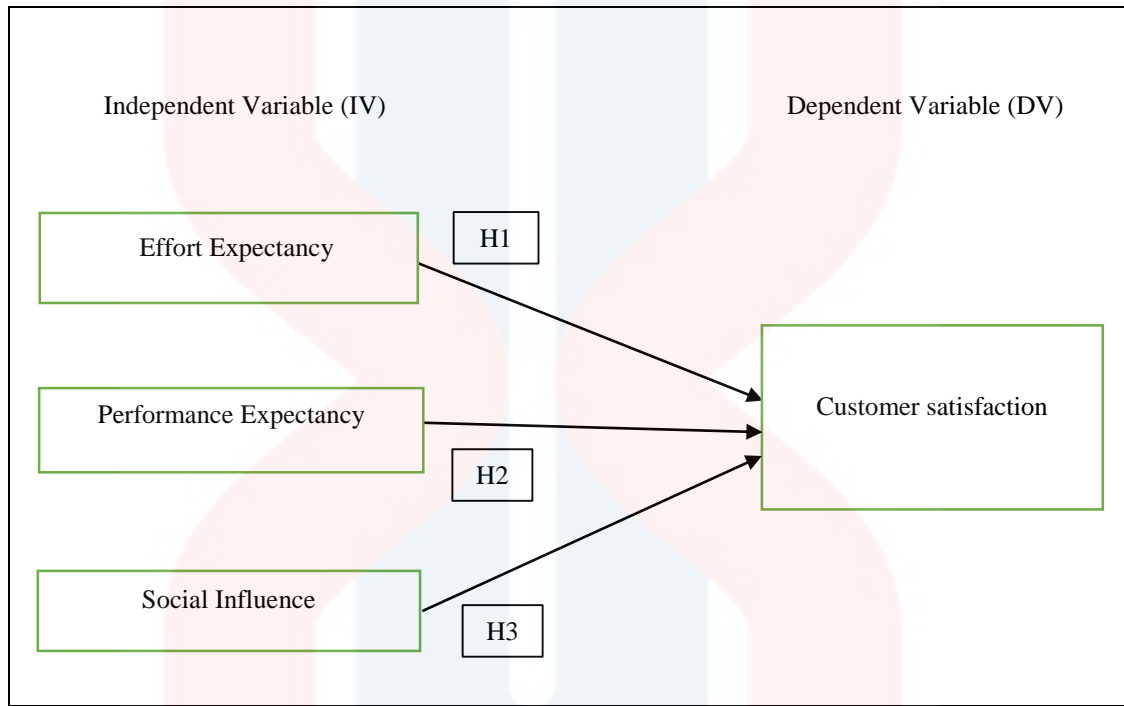 Independent Variable (IV)
Dependent Variable (DV)
Effort Expectancy
H1
Performance Expectancy
Customer satisfaction
H2
Social Influence
H3